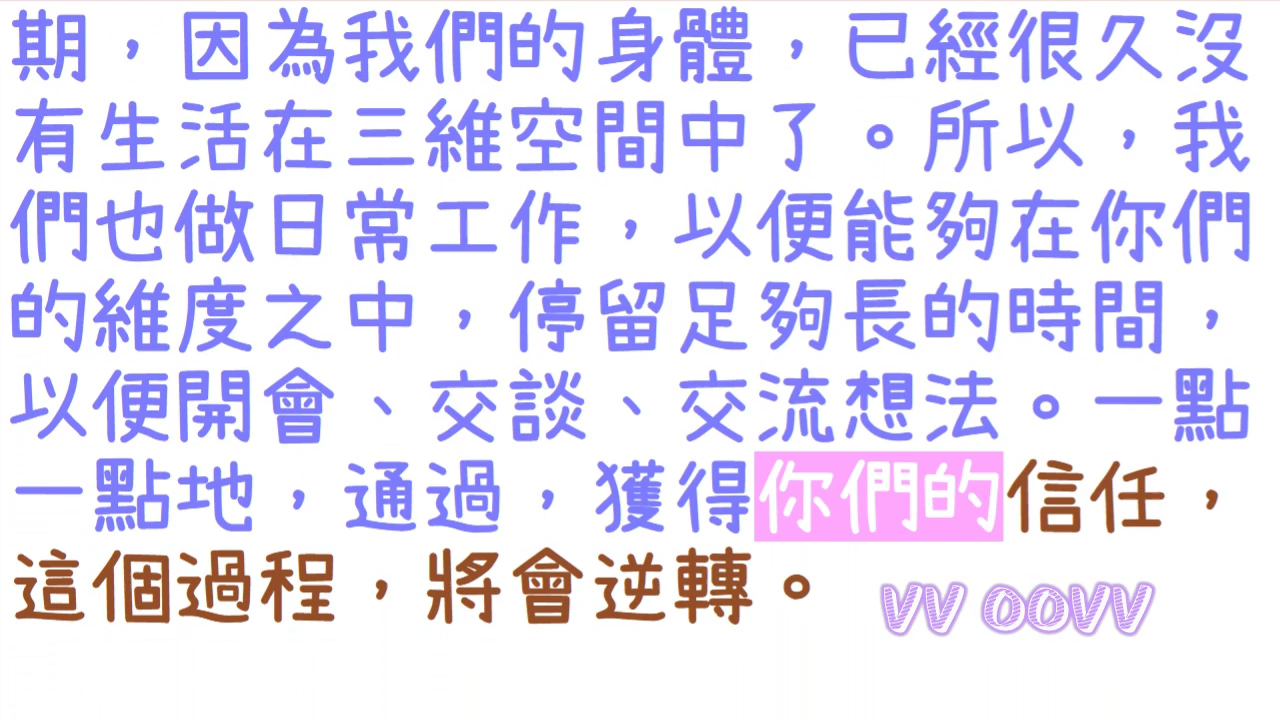 期，因為我們的身體，已經很久沒
有生活在三維空間中了。所以，我
們也做日常工作，以便能夠在你們
的維度之中，停留足夠長的時間，
以便開會、交談、交流想法。一點
一點地，通過，獲得你們的信任，
這個過程，將會逆轉。
VV OOVV